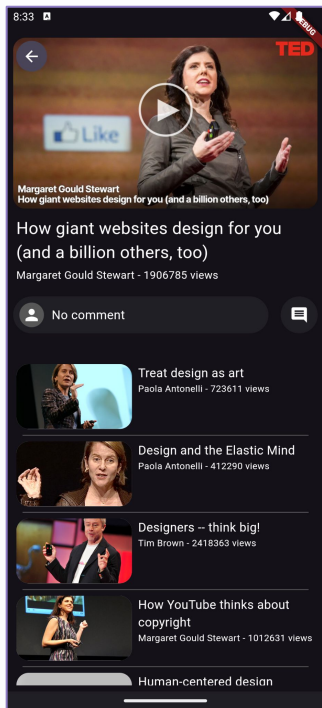 8:33 A
DEBUG
TED
Like
Margaret Gould Stewart
How giant websites design for you (and a billion others, too)
How giant websites design for you
(and a billion others, too)
Margaret Gould Stewart - 1906785 views
No comment
Treat design as art
Paola Antonelli - 723611 views
Design and the Elastic Mind
Paola Antonelli - 412290 views
Designers -- think big!
Tim Brown - 2418363 views
How YouTube thinks about
copyright
Margaret Gould Stewart - 1012631 views
Human-centered design